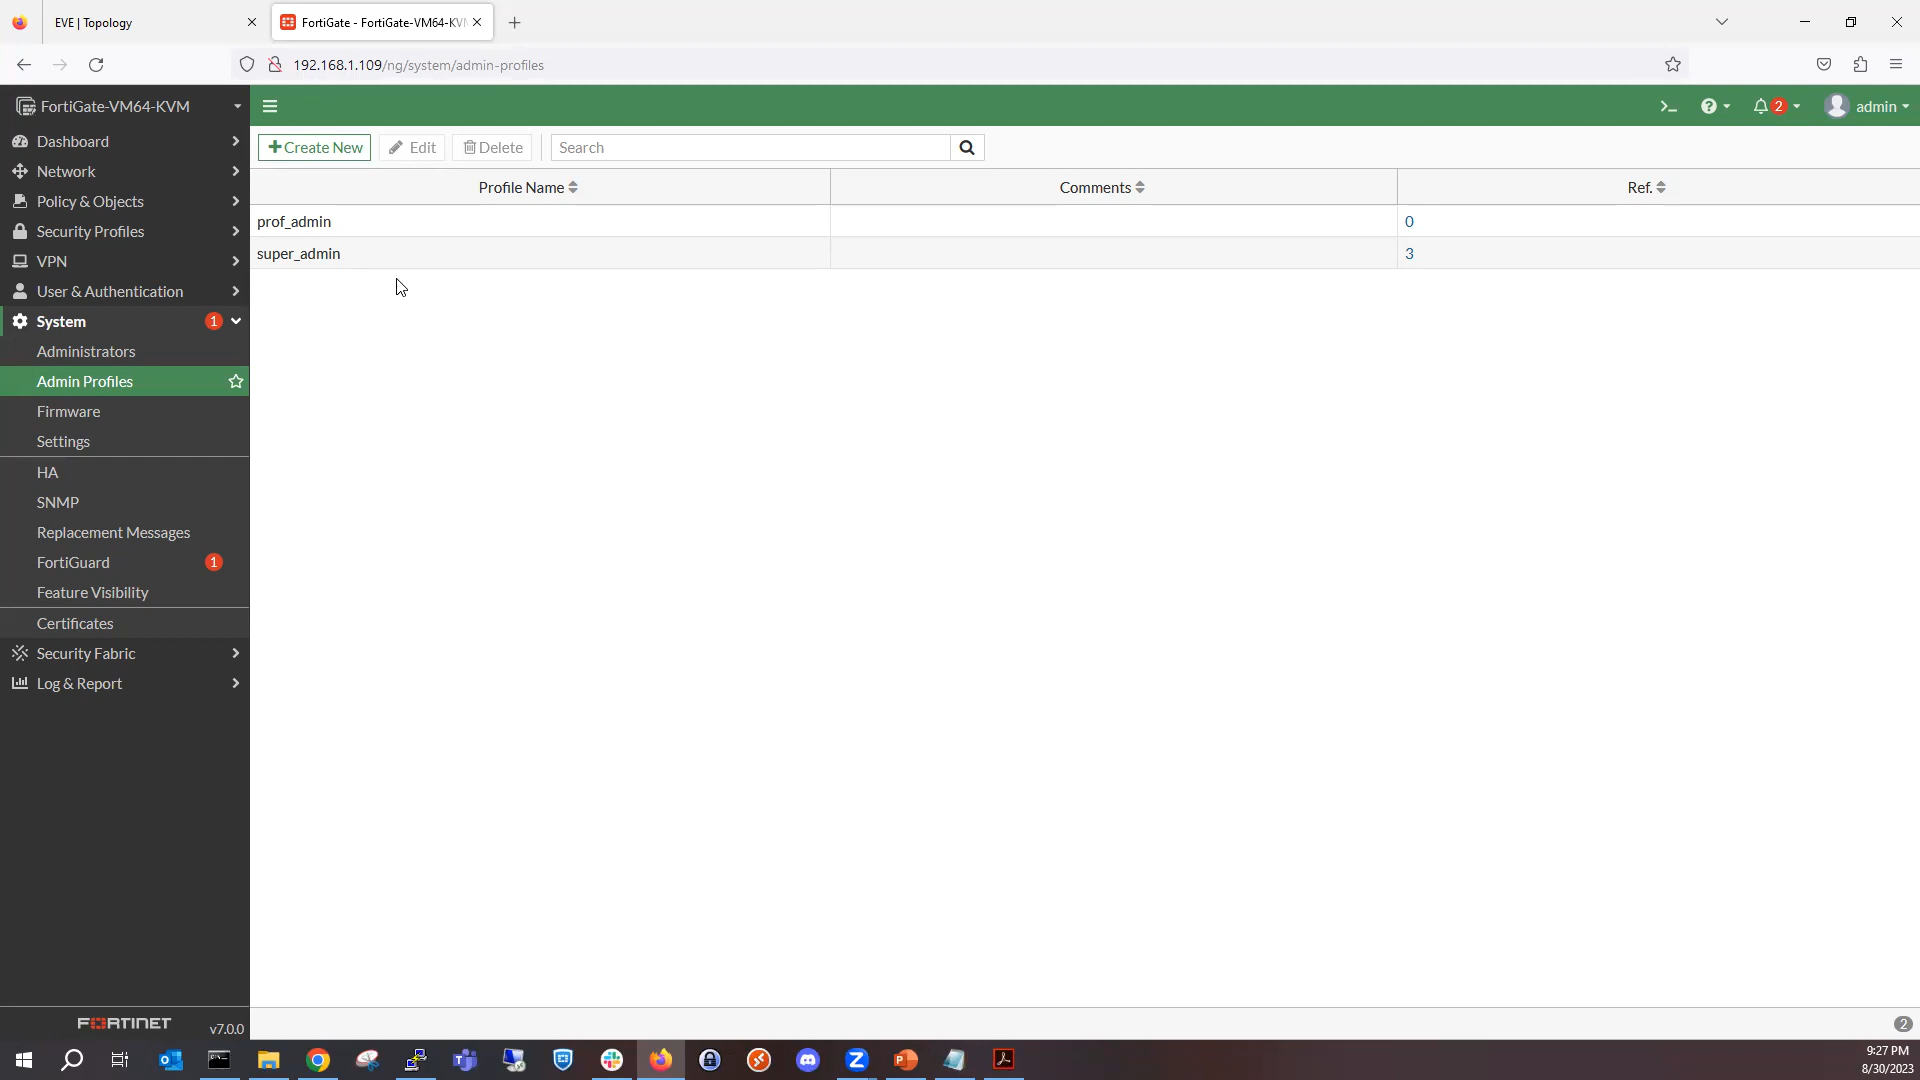 EVE | Topology
FortiGate - FortiGate-VM64-KVM
192.168.1.109/ng/system/admin-profiles
FortiGate-VM64-KVM
2
admin
Dashboard
Network
Policy & Objects
Security Profiles
VPN
User & Authentication
System 1
Administrators
Admin Profiles
Firmware
Settings
HA
SNMP
Replacement Messages
FortiGuard 1
Feature Visibility
Certificates
Security Fabric
Log & Report
FORTINET v7.0.0
Create New Edit Delete Search
Profile Name Comments Ref.
prof_admin 0
super_admin 3
2
9:27 PM
8/30/2023